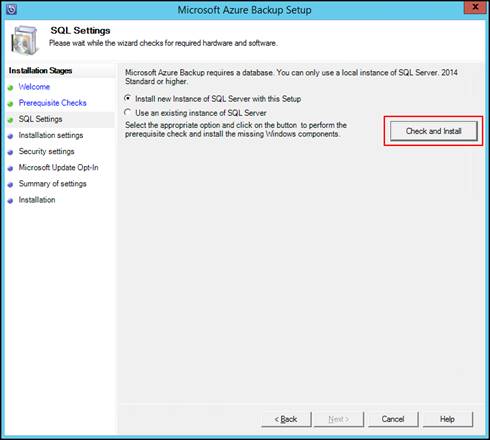 Microsoft Azure Backup Setup
x
SQL Settings
Please wait while the wizard checks for required hardware and software.
Installation Stages
Welcome
Prerequisite Checks
SQL Settings
Installation settings
Security settings
Microsoft Update Opt-In
Summary of settings
Installation
Microsoft Azure Backup requires a database. You can only use a local instance of SQL Server. 2014
Standard or higher.
Install new Instance of SQL Server with this Setup
Use an existing instance of SQL Server
Select the appropriate option and click on the button to perform the
prerequisite check and install the missing Windows components.
Check and Install
< Back
Next >
Cancel
Help